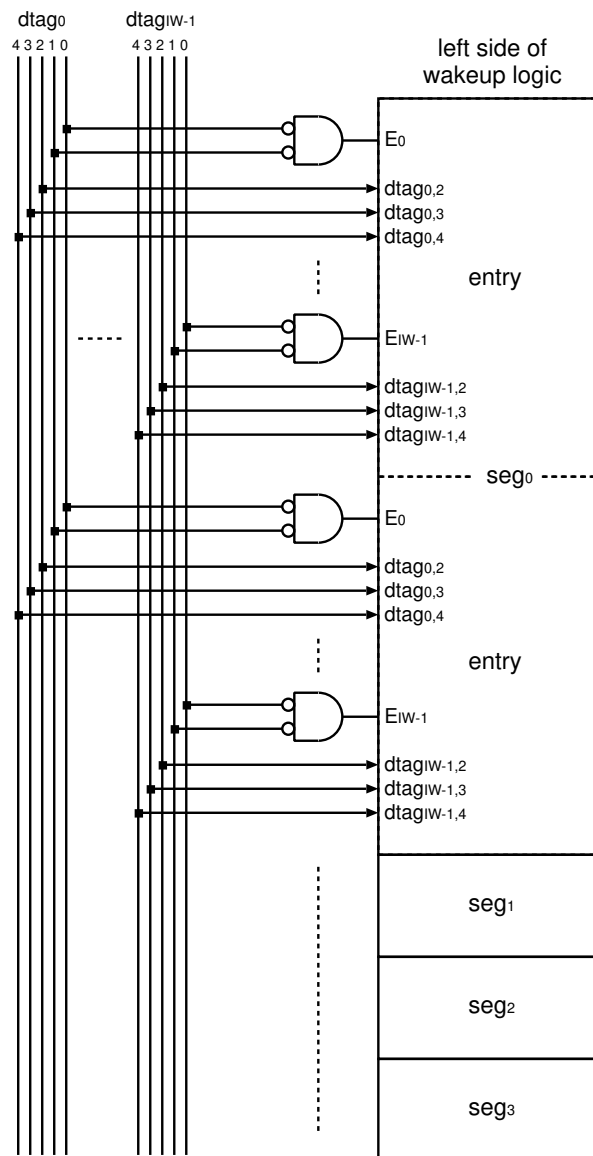 dtag0 dtagIW-1
4 3 2 1 0 4 3 2 1 0
left side of
wakeup logic
E0
dtag0,2
dtag0,3
dtag0,4
entry
EIW-1
dtagIW-1,2
dtagIW-1,3
dtagIW-1,4
seg0
E0
dtag0,2
dtag0,3
dtag0,4
entry
EIW-1
dtagIW-1,2
dtagIW-1,3
dtagIW-1,4
seg1
seg2
seg3